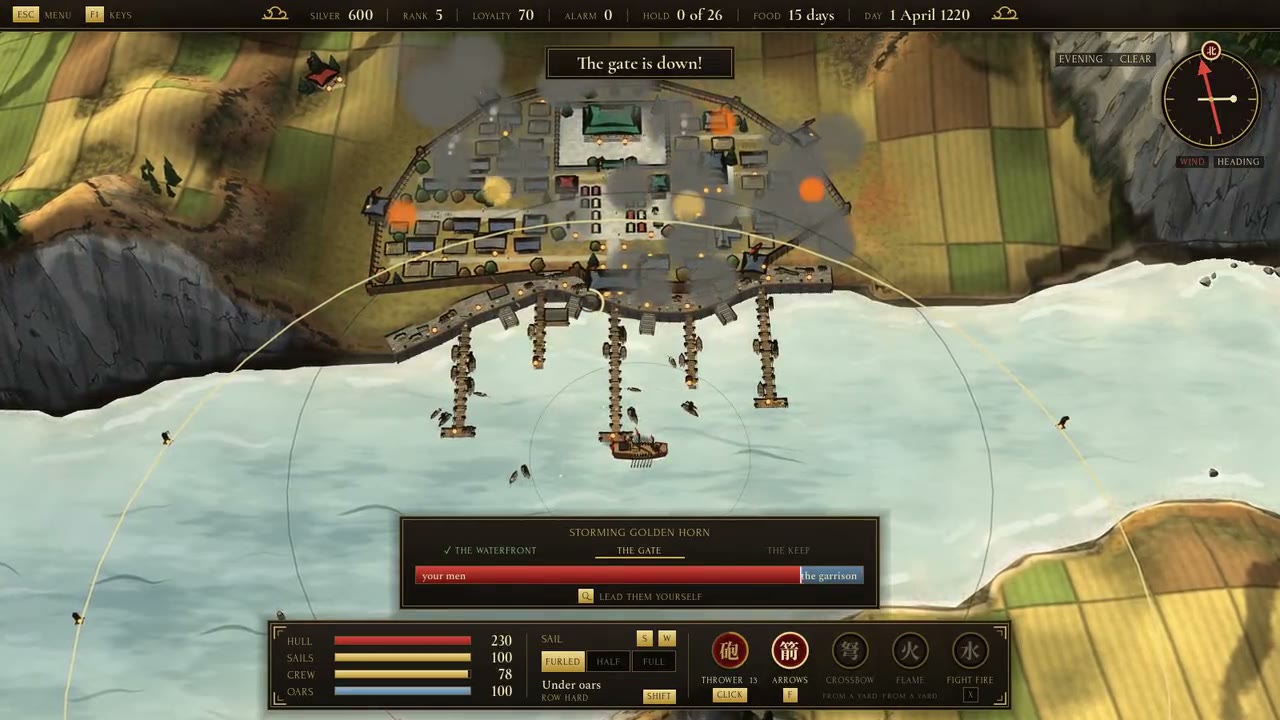 ESC MENU F1 KEYS SILVER 600 RANK 5 LOYALTY 70 ALARM 0 HOLD 0 of 26 FOOD 15 days DAY 1 April 1220
The gate is down!
EVENING · CLEAR
北
WIND HEADING
STORMING GOLDEN HORN
✓ THE WATERFRONT THE GATE THE KEEP
your men the garrison
Q LEAD THEM YOURSELF
HULL 230
SAILS 100
CREW 78
OARS 100
SAIL S W
FURLED HALF FULL
Under oars
ROW HARD SHIFT
砲 箭 弩 火 水
THROWER 13 ARROWS CROSSBOW FLAME FIGHT FIRE
CLICK F FROM A YARD FROM A YARD X